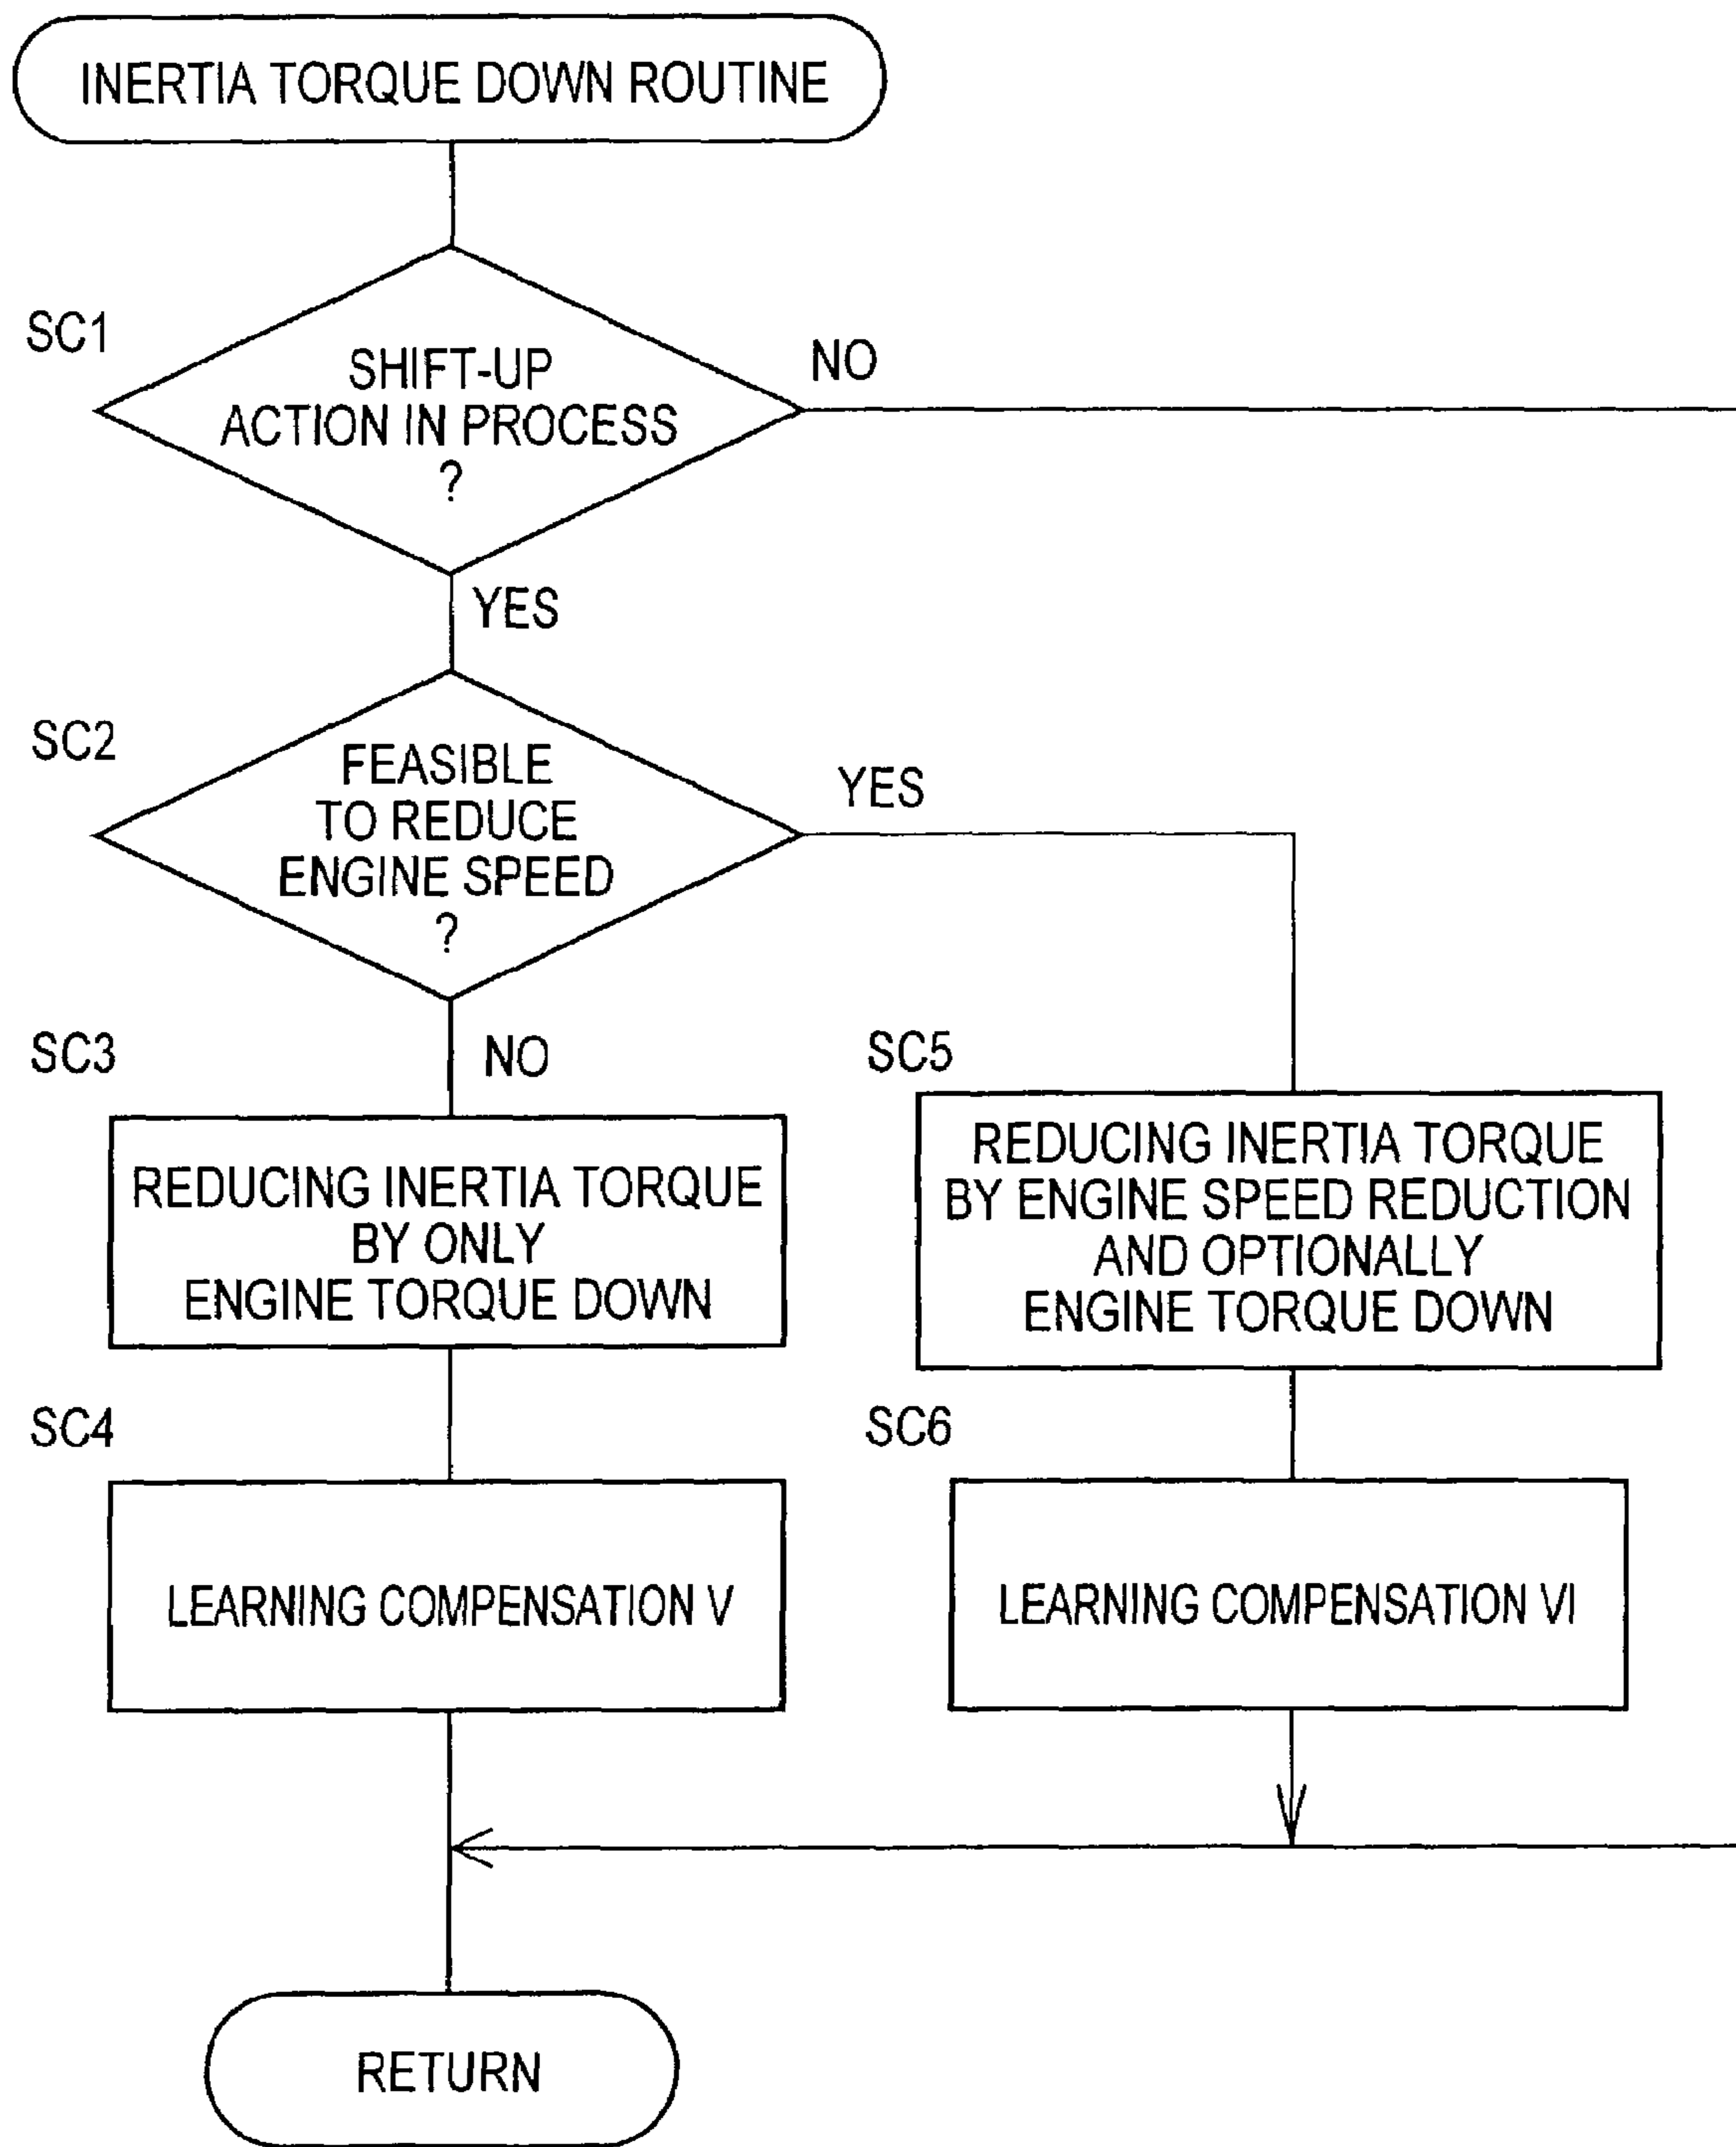 INERTIA TORQUE DOWN ROUTINE
SC1
SHIFT-UP
ACTION IN PROCESS
?
NO
YES
SC2
FEASIBLE
TO REDUCE
ENGINE SPEED
?
YES
NO
SC3
REDUCING INERTIA TORQUE
BY ONLY
ENGINE TORQUE DOWN
SC5
REDUCING INERTIA TORQUE
BY ENGINE SPEED REDUCTION
AND OPTIONALLY
ENGINE TORQUE DOWN
SC4
LEARNING COMPENSATION V
SC6
LEARNING COMPENSATION VI
RETURN